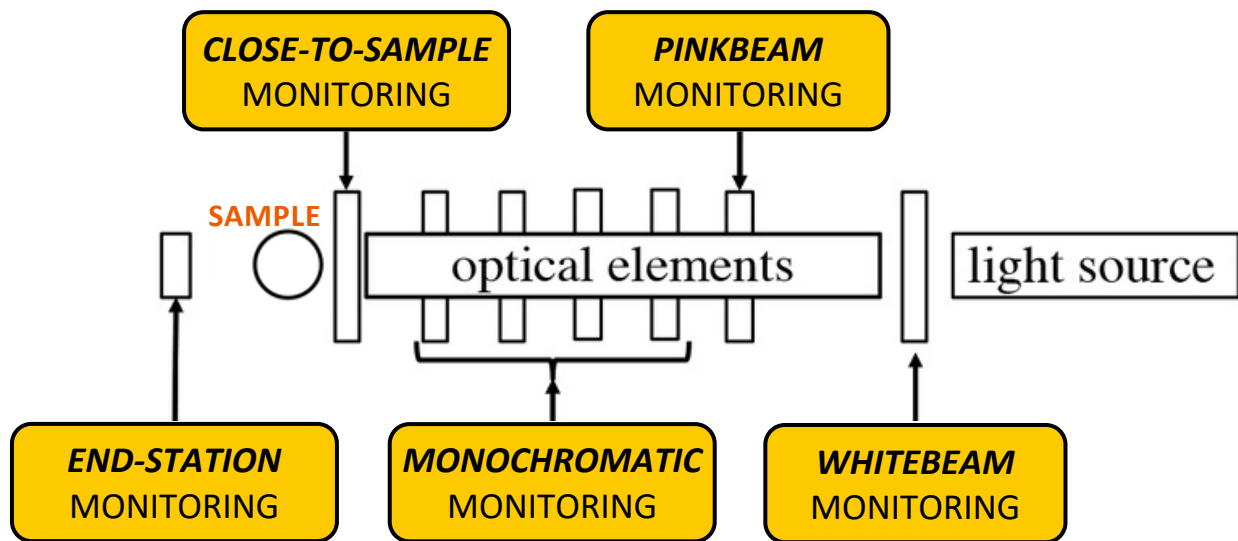 CLOSE-TO-SAMPLE
MONITORING
PINKBEAM
MONITORING
SAMPLE
optical elements
light source
END-STATION
MONITORING
MONOCHROMATIC
MONITORING
WHITEBEAM
MONITORING